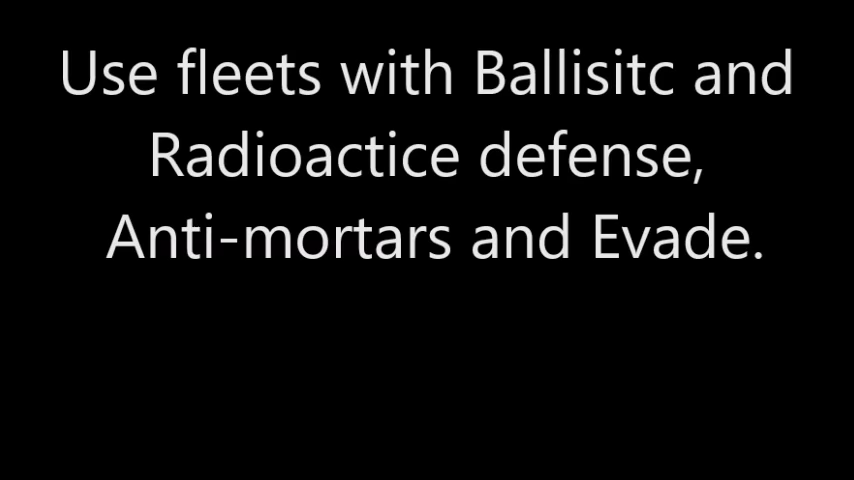 Use fleets with Ballisitc and
Radioactice defense,
Anti-mortars and Evade.